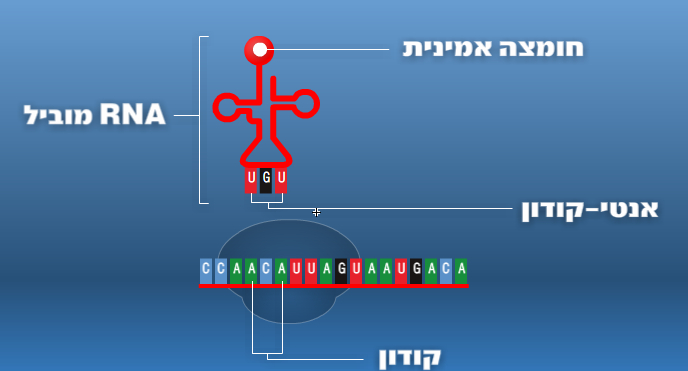 חומצה אמינית
RNA מוביל
UGU
אנטי-קודון
CCAACAUUAGUAAUGACA
קודון